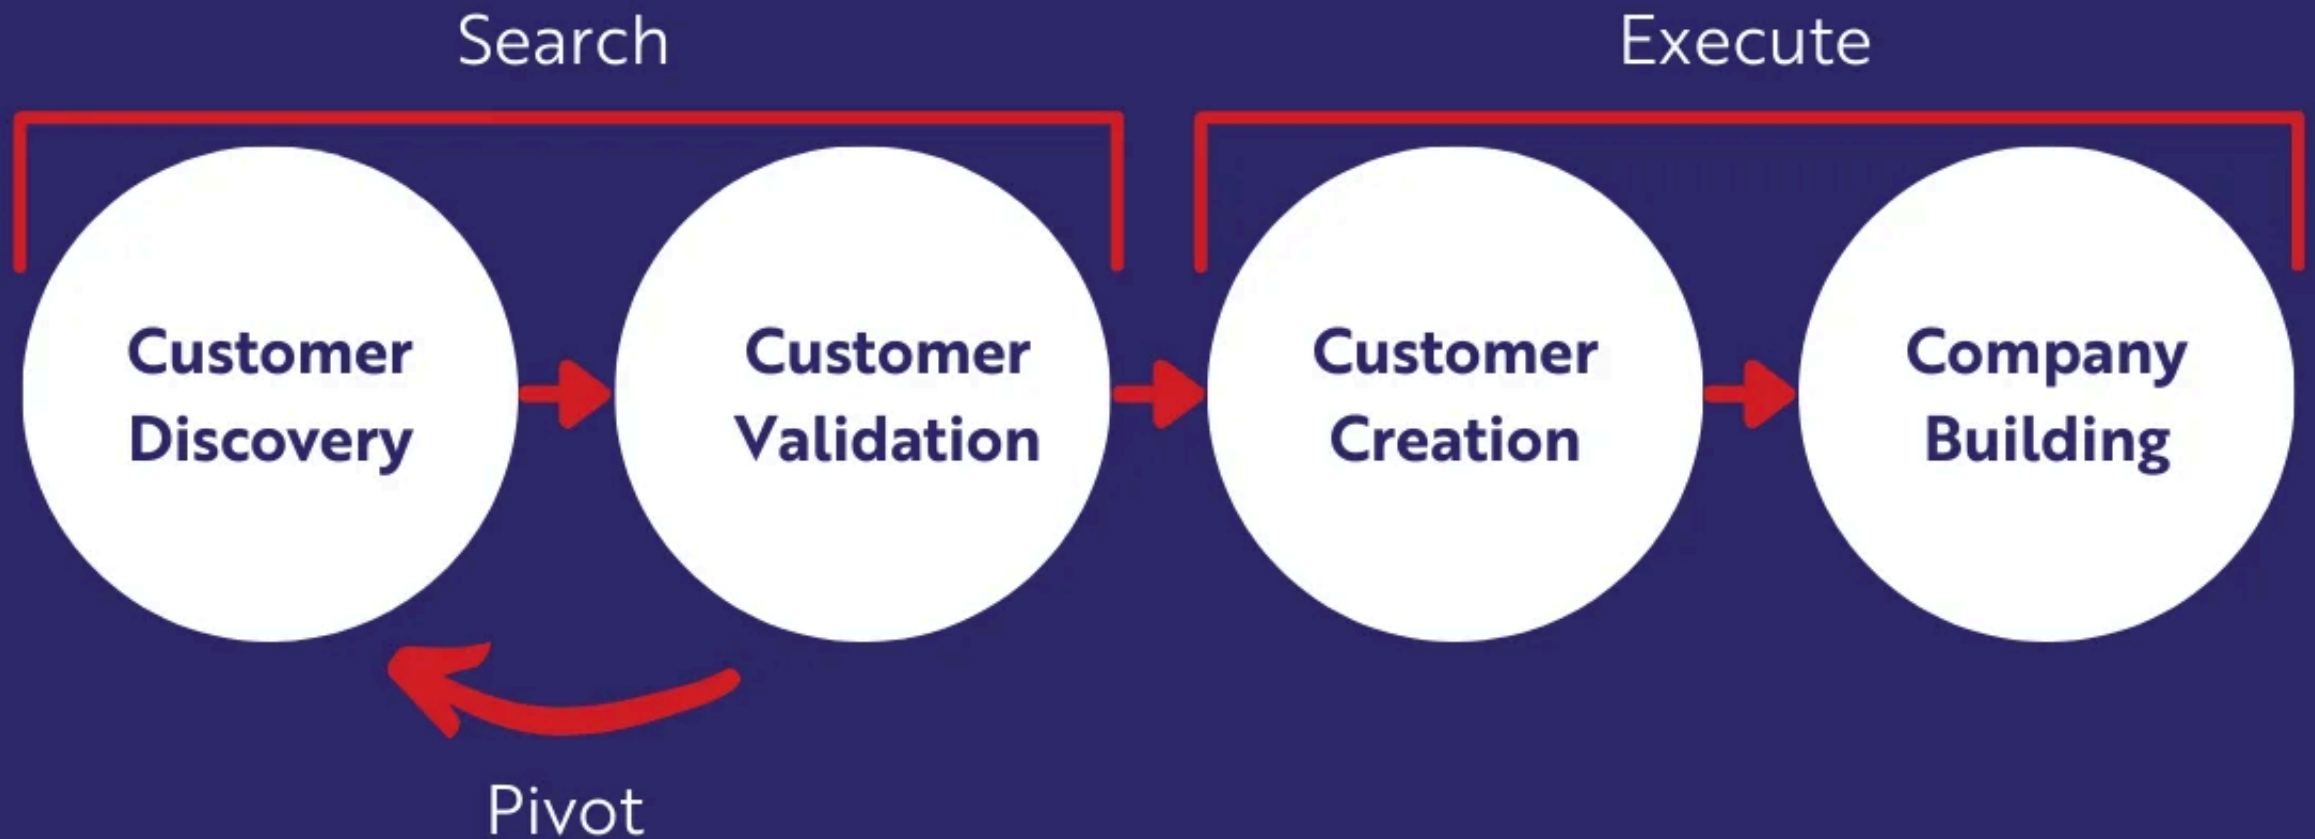 Search
Execute
Customer
Discovery
Customer
Validation
Customer
Creation
Company
Building
Pivot